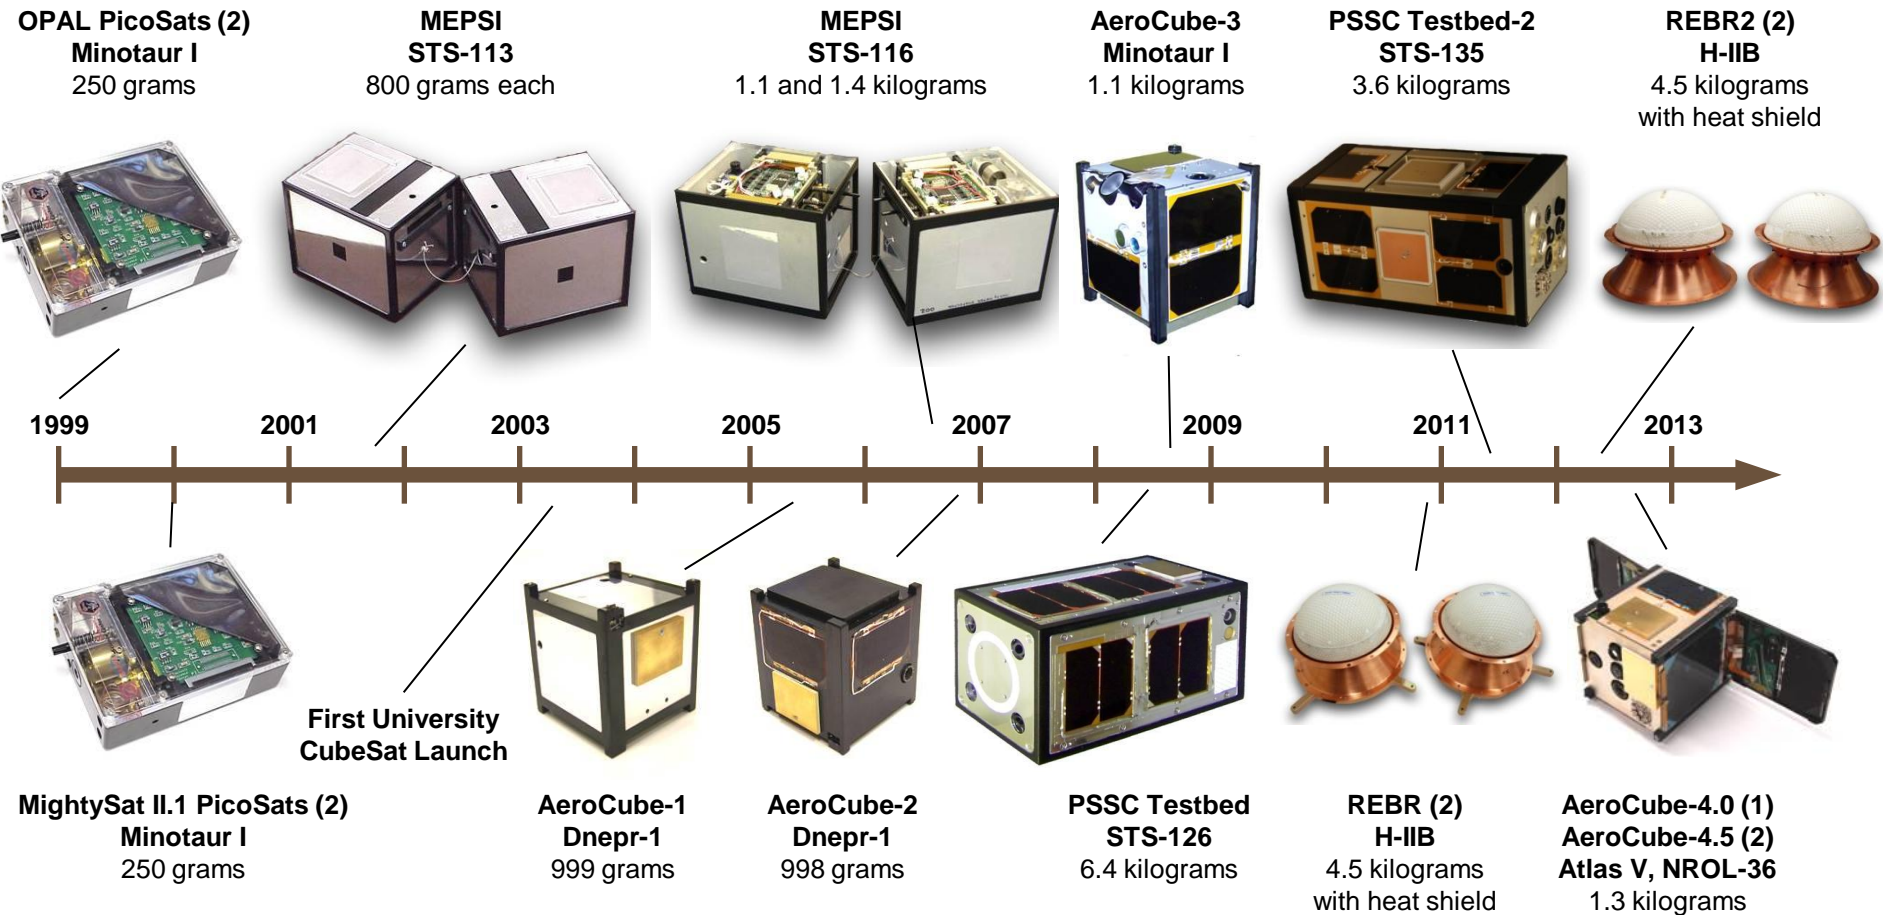 OPAL PicoSats (2)
Minotaur I
250 grams
MEPSI
STS-113
800 grams each
MEPSI
STS-116
1.1 and 1.4 kilograms
AeroCube-3
Minotaur I
1.1 kilograms
PSSC Testbed-2
STS-135
3.6 kilograms
REBR2 (2)
H-IIB
4.5 kilograms
with heat shield
1999
2001
2003
2005
2007
2009
2011
2013
First University
CubeSat Launch
MightySat II.1 PicoSats (2)
Minotaur I
250 grams
AeroCube-1
Dnepr-1
999 grams
AeroCube-2
Dnepr-1
998 grams
PSSC Testbed
STS-126
6.4 kilograms
REBR (2)
H-IIB
4.5 kilograms
with heat shield
AeroCube-4.0 (1)
AeroCube-4.5 (2)
Atlas V, NROL-36
1.3 kilograms